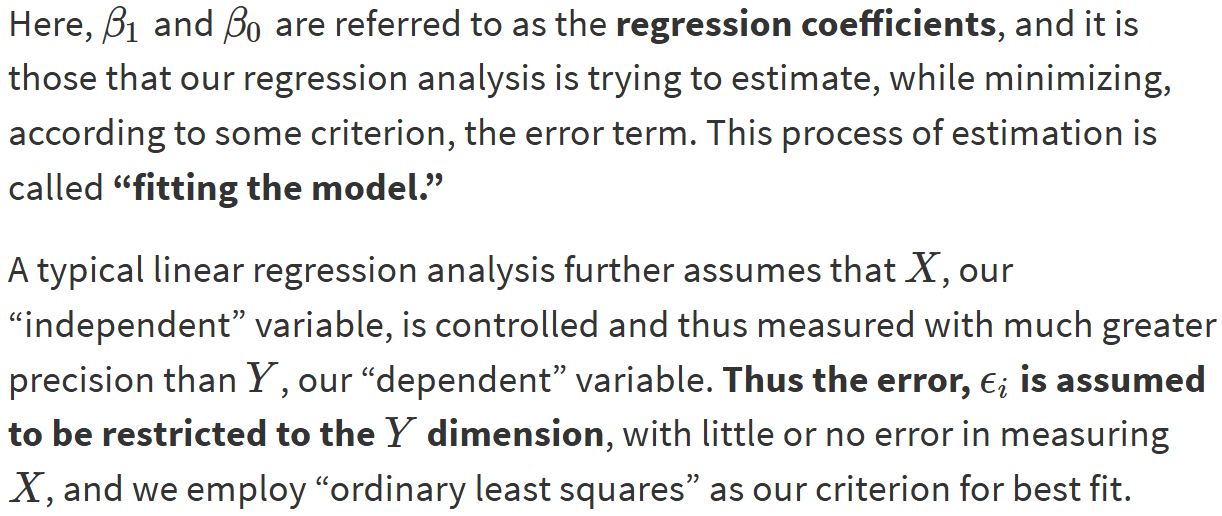 Here, β₁ and β₀ are referred to as the regression coefficients, and it is
those that our regression analysis is trying to estimate, while minimizing,
according to some criterion, the error term. This process of estimation is
called “fitting the model.”
A typical linear regression analysis further assumes that X, our
“independent” variable, is controlled and thus measured with much greater
precision than Y, our “dependent” variable. Thus the error, ϵᵢ is assumed
to be restricted to the Y dimension, with little or no error in measuring
X, and we employ “ordinary least squares” as our criterion for best fit.